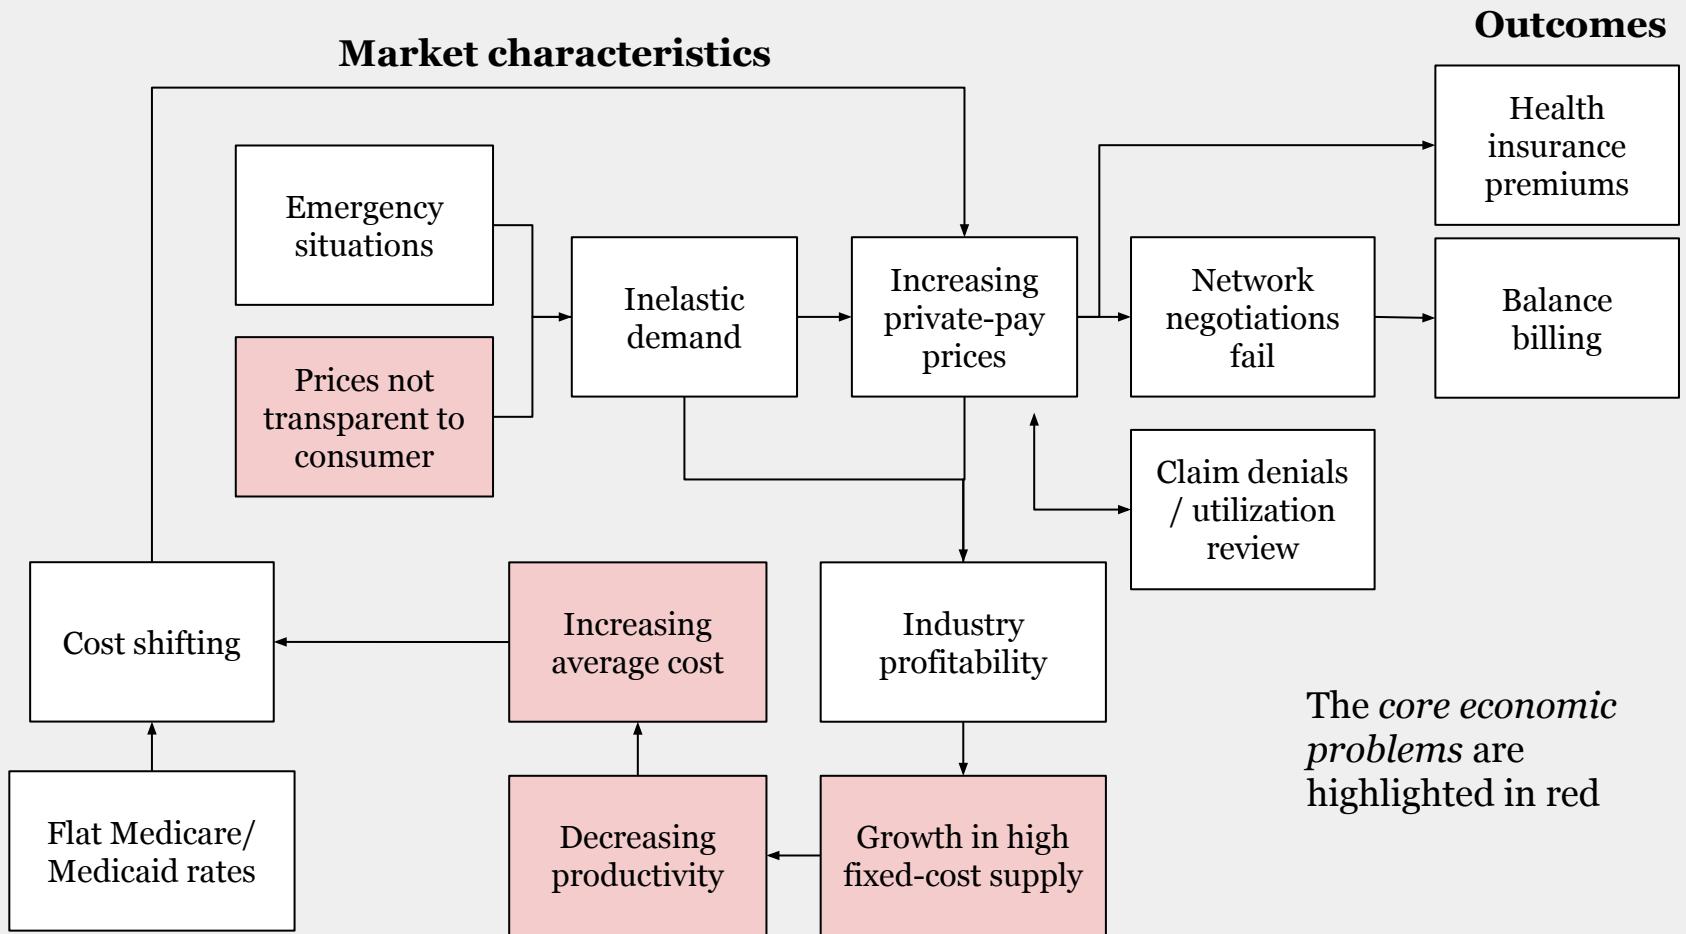 Outcomes
Market characteristics
Health
insurance
premiums
Emergency
situations
Inelastic
demand
Increasing
private-pay
prices
Network
negotiations
fail
Balance
billing
Prices not
transparent to
consumer
Claim denials
/ utilization
review
Cost shifting
Increasing
average cost
Industry
profitability
The core economic
problems are
highlighted in red
Flat Medicare/
Medicaid rates
Decreasing
productivity
Growth in high
fixed-cost supply